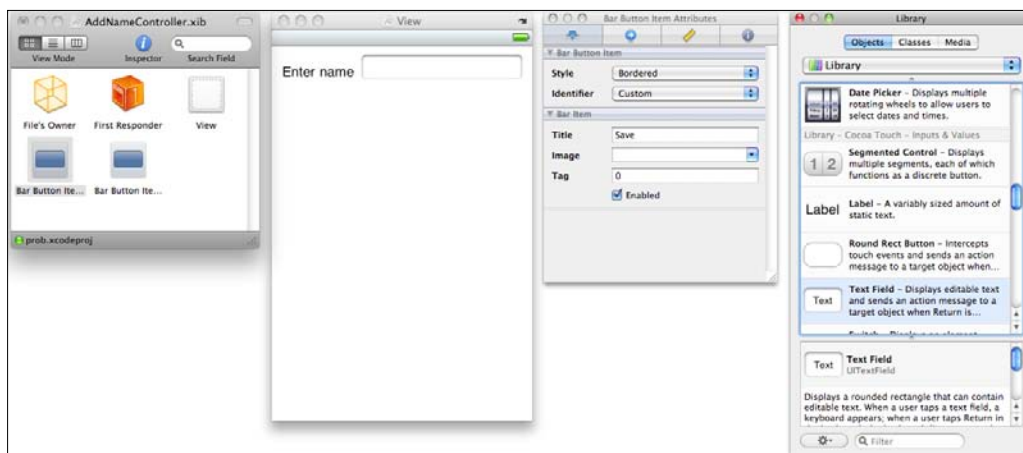 AddNameController.xib
View Mode
Inspector
Search Field
File's Owner
First Responder
View
Bar Button Ite...
Bar Button Ite...
prob.xcodeproj
View
Enter name
Bar Button Item Attributes
Bar Button Item
Style
Bordered
Identifier
Custom
Bar Item
Title
Save
Image
Tag
0
Enabled
Library
Objects
Classes
Media
Library
Date Picker – Displays multiple
rotating wheels to allow users to
select dates and times.
Library – Cocoa Touch – Inputs & Values
1 2
Segmented Control – Displays
multiple segments, each of which
functions as a discrete button.
Label
Label – A variably sized amount of
static text.
Round Rect Button – Intercepts
touch events and sends an action
message to a target object when...
Text
Text Field – Displays editable text
and sends an action message to a
target object when Return is...
Text
Text Field
UITextField
Displays a rounded rectangle that can contain
editable text. When a user taps a text field, a
keyboard appears; when a user taps Return in
Filter